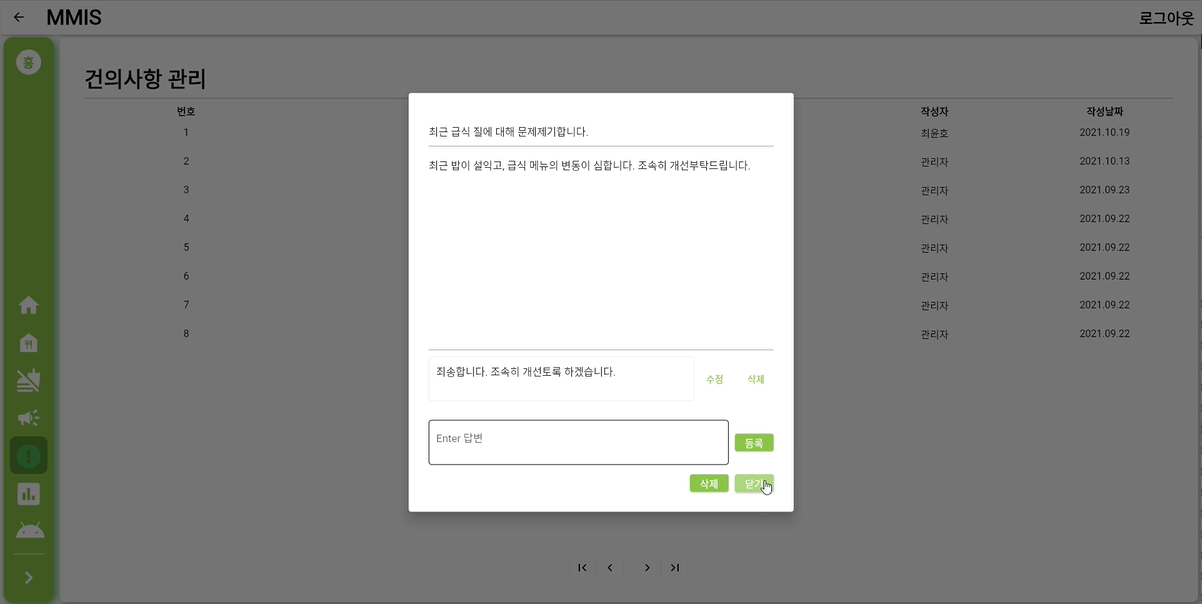 MMIS
로그아웃
홍
건의사항 관리
번호 작성자 작성날짜
1 최윤호 2021.10.19
2 관리자 2021.10.13
3 관리자 2021.09.23
4 관리자 2021.09.22
5 관리자 2021.09.22
6 관리자 2021.09.22
7 관리자 2021.09.22
8 관리자 2021.09.22
최근 급식 질에 대해 문제제기합니다.
최근 밥이 설익고, 급식 메뉴의 변동이 심합니다. 조속히 개선부탁드립니다.
죄송합니다. 조속히 개선토록 하겠습니다.
수정 삭제
Enter 답변
등록
삭제 닫기